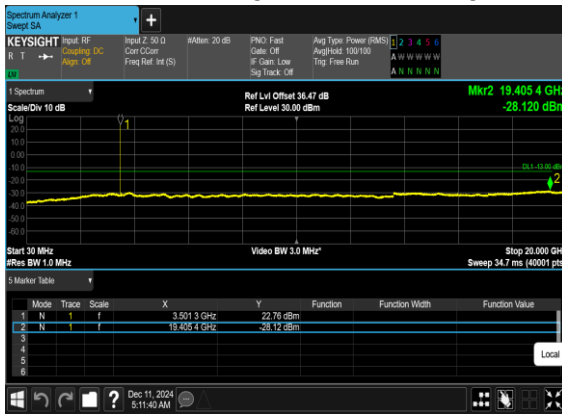 Spectrum Analyzer 1
Swept SA
KEYSIGHT Input: RF Input Z: 50 Ω #Atten: 20 dB PNO: Fast Avg Type: Power (RMS) 1 2 3 4 5 6
R T Coupling: DC Corr CCorr Gate: Off Avg|Hold: 100/100 A W W W W W
Align: Off Freq Ref: Int (S) IF Gain: Low Trig: Free Run
Sig Track: Off A N N N N N
1 Spectrum Ref Lvl Offset 36.47 dB Mkr2 19.405 4 GHz
Scale/Div 10 dB Ref Level 30.00 dBm -28.120 dBm
Log
20.0
10.0
0.00
-10.0
-20.0
-30.0
-40.0
-50.0
-60.0
1
DL1 -13.00 dBm
2
Start 30 MHz Video BW 3.0 MHz* Stop 20.000 GHz
#Res BW 1.0 MHz Sweep 34.7 ms (40001 pts)
5 Marker Table
Mode Trace Scale X Y Function Function Width Function Value
1 N 1 f 3.501 3 GHz 22.76 dBm
2 N 1 f 19.405 4 GHz -28.12 dBm
3
4
5
6
Local
? Dec 11, 2024
5:11:40 AM